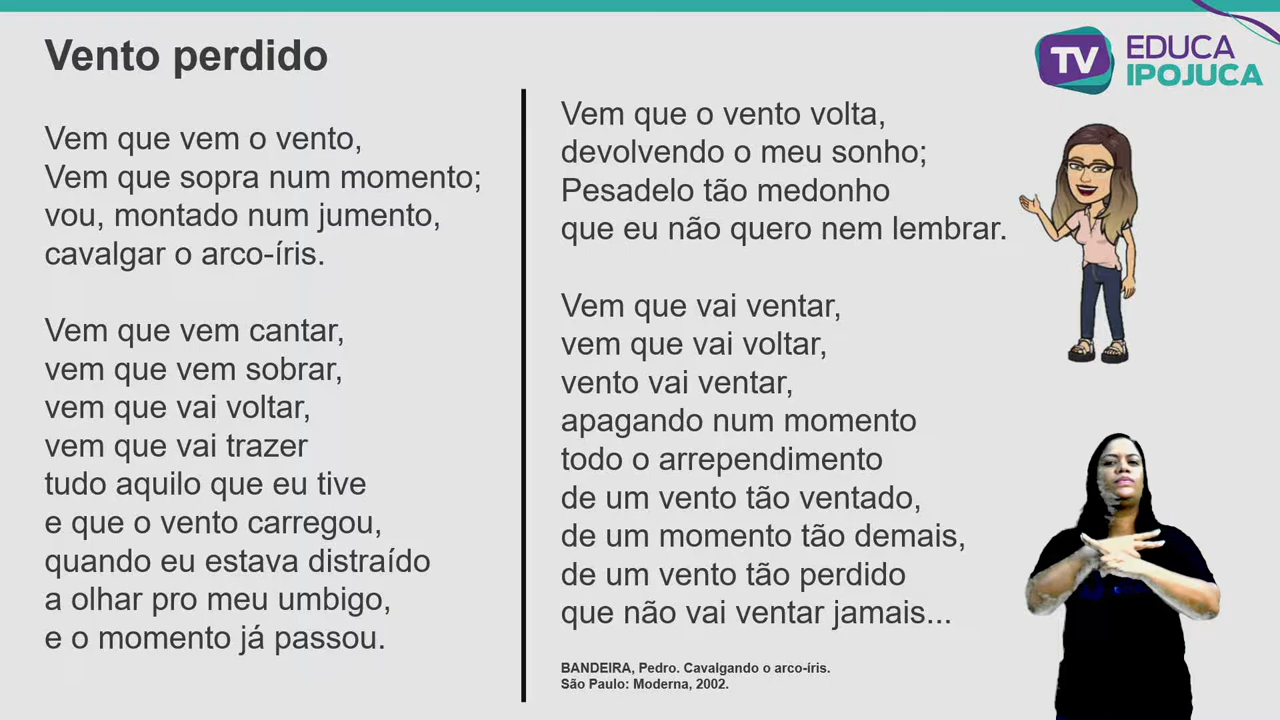 Vento perdido
Vem que vem o vento,
Vem que sopra num momento;
vou, montado num jumento,
cavalgar o arco-íris.
Vem que vem cantar,
vem que vem sobrar,
vem que vai voltar,
vem que vai trazer
tudo aquilo que eu tive
e que o vento carregou,
quando eu estava distraído
a olhar pro meu umbigo,
e o momento já passou.
Vem que o vento volta,
devolvendo o meu sonho;
Pesadelo tão medonho
que eu não quero nem lembrar.
Vem que vai ventar,
vem que vai voltar,
vento vai ventar,
apagando num momento
todo o arrependimento
de um vento tão ventado,
de um momento tão demais,
de um vento tão perdido
que não vai ventar jamais...
BANDEIRA, Pedro. Cavalgando o arco-íris.
São Paulo: Moderna, 2002.
TV
EDUCA
IPOJUCA